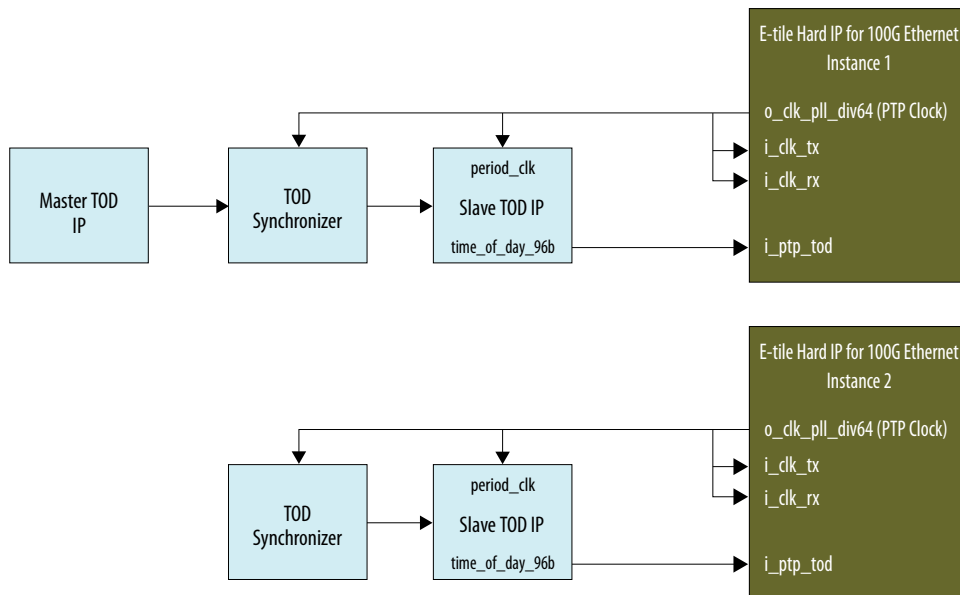 E-tile Hard IP for 100G Ethernet
Instance 1
o_clk_pll_div64 (PTP Clock)
i_clk_tx
i_clk_rx
i_ptp_tod
Master TOD
IP
TOD
Synchronizer
period_clk
Slave TOD IP
time_of_day_96b
E-tile Hard IP for 100G Ethernet
Instance 2
o_clk_pll_div64 (PTP Clock)
i_clk_tx
i_clk_rx
i_ptp_tod
TOD
Synchronizer
period_clk
Slave TOD IP
time_of_day_96b